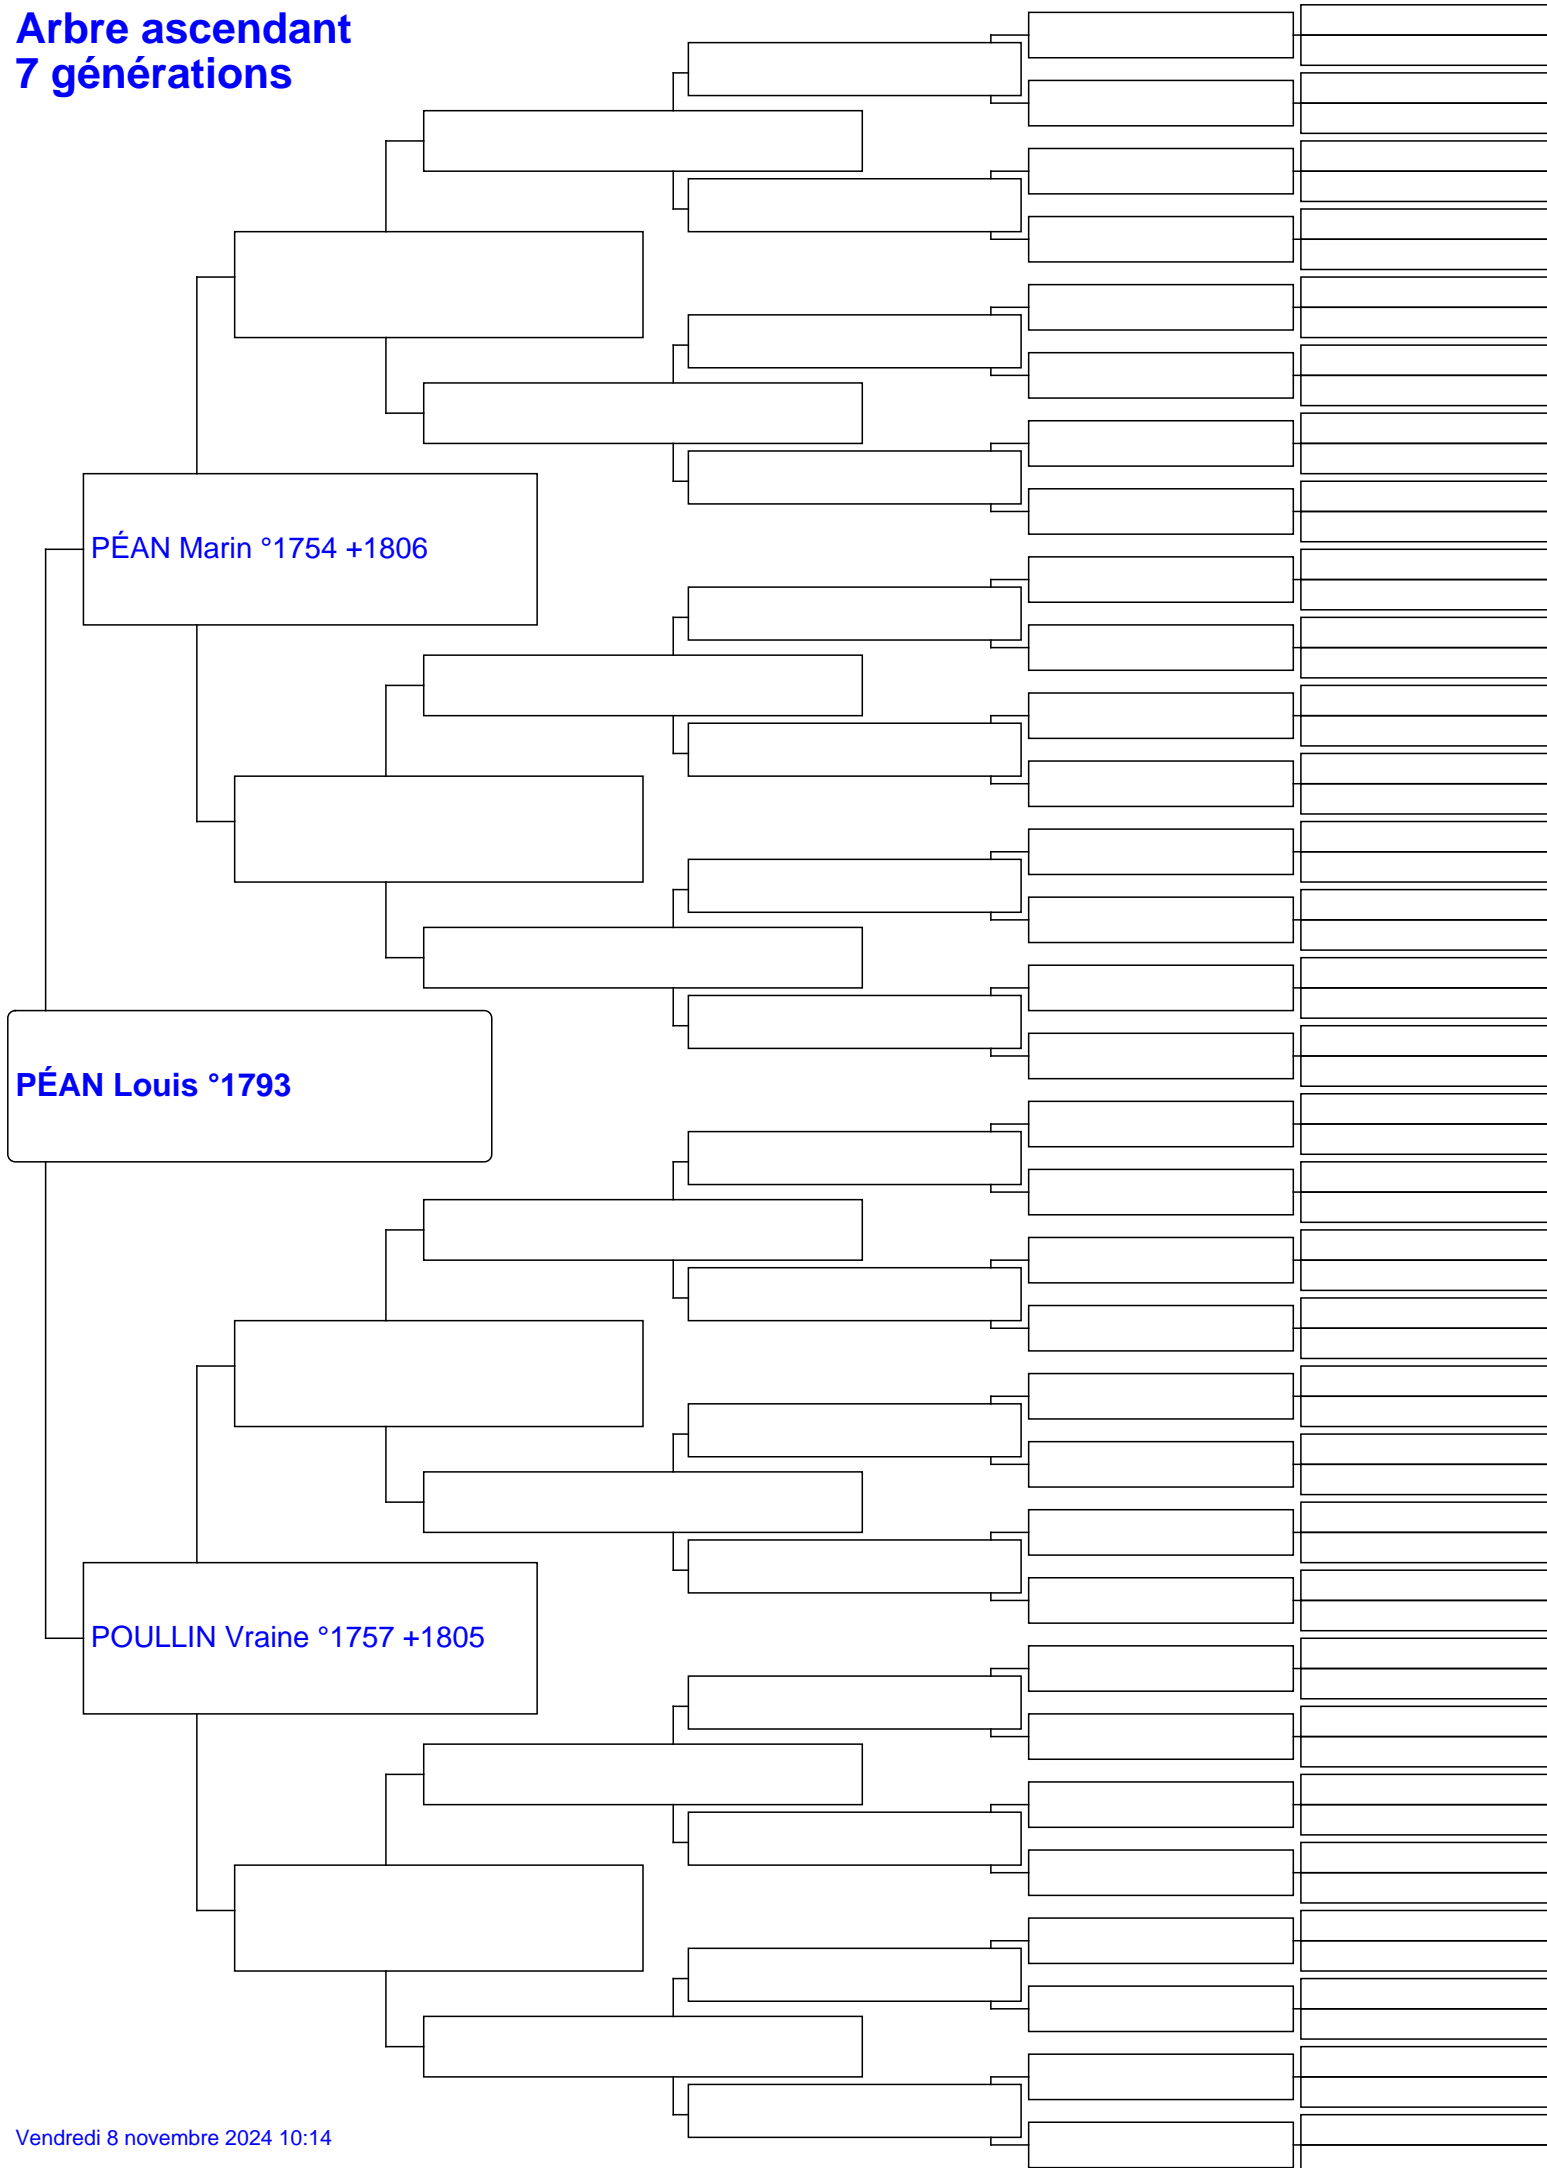 Arbre ascendant
7 générations
PÉAN Marin °1754 +1806
PÉAN Louis °1793
POULLIN Vraine °1757 +1805
Vendredi 8 novembre 2024 10:14